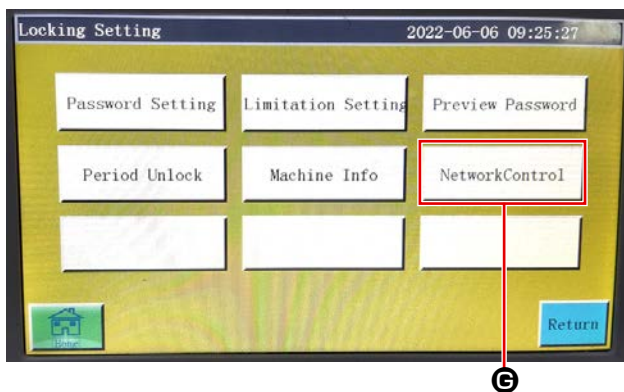 Locking Setting 2022-06-06 09:25:27
Password Setting Limitation Setting Preview Password
Period Unlock Machine Info NetworkControl
Home Return
G